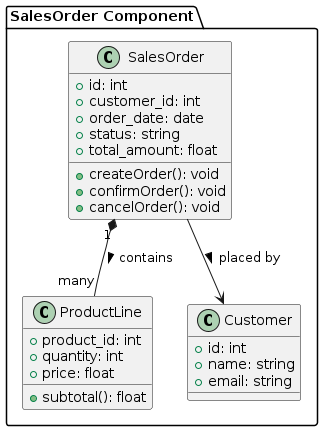 SalesOrder Component
C SalesOrder
id: int
customer_id: int
order_date: date
status: string
total_amount: float
createOrder(): void
confirmOrder(): void
cancelOrder(): void
1
contains
placed by
many
C ProductLine
product_id: int
quantity: int
price: float
subtotal(): float
C Customer
id: int
name: string
email: string